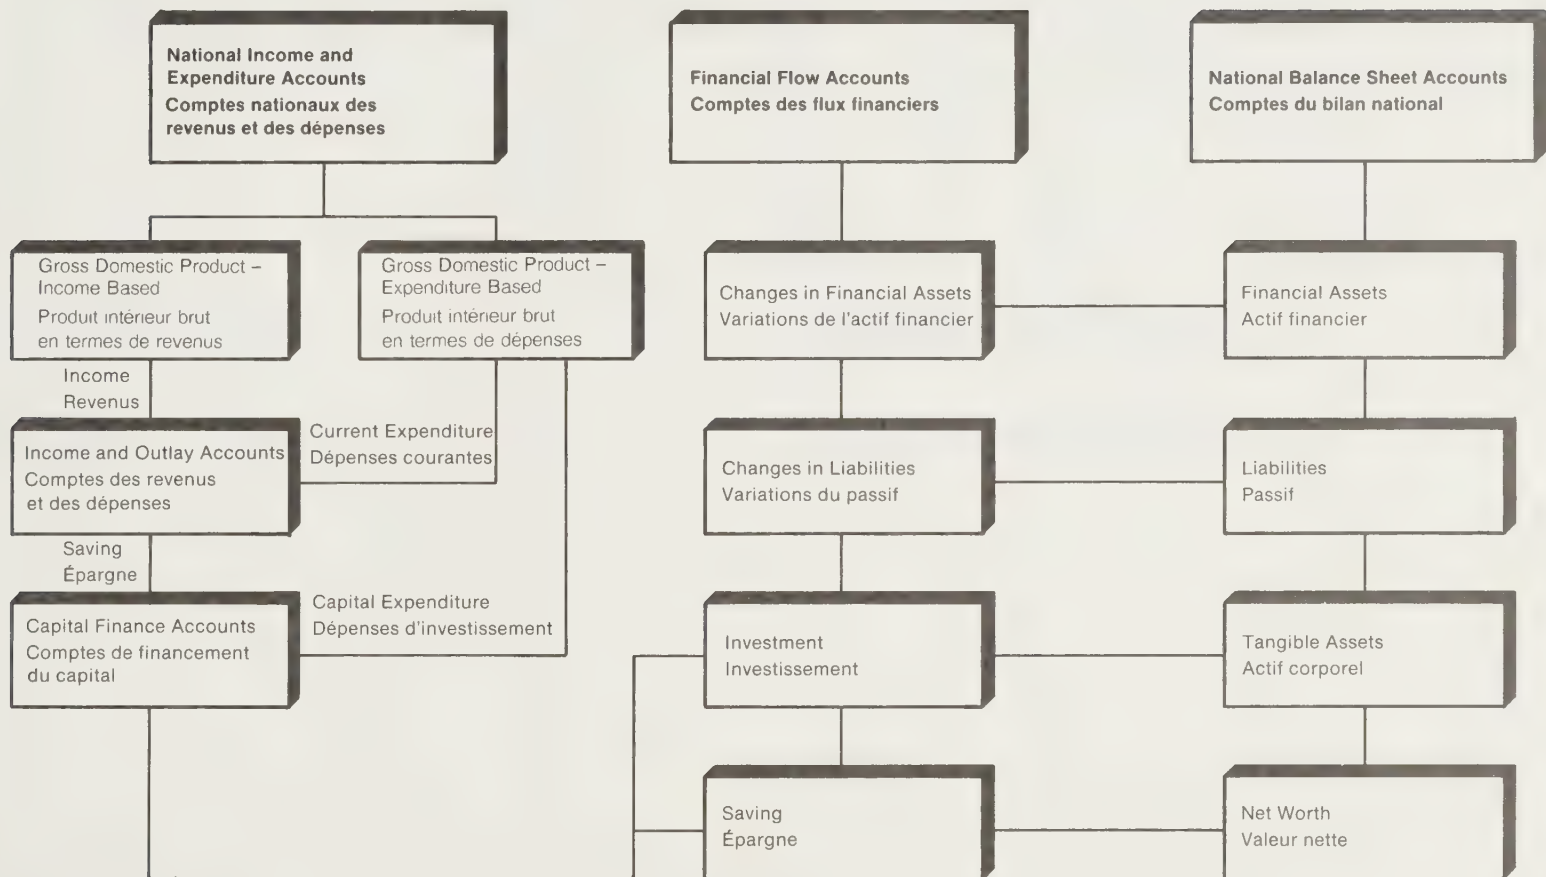 National Income and
Expenditure Accounts
Comptes nationaux des
revenus et des dépenses
Financial Flow Accounts
Comptes des flux financiers
National Balance Sheet Accounts
Comptes du bilan national
Gross Domestic Product –
Income Based
Produit intérieur brut
en termes de revenus
Gross Domestic Product –
Expenditure Based
Produit intérieur brut
en termes de dépenses
Changes in Financial Assets
Variations de l'actif financier
Financial Assets
Actif financier
Income
Revenus
Income and Outlay Accounts
Comptes des revenus
et des dépenses
Current Expenditure
Dépenses courantes
Changes in Liabilities
Variations du passif
Liabilities
Passif
Saving
Épargne
Capital Finance Accounts
Comptes de financement
du capital
Capital Expenditure
Dépenses d'investissement
Investment
Investissement
Tangible Assets
Actif corporel
Saving
Épargne
Net Worth
Valeur nette